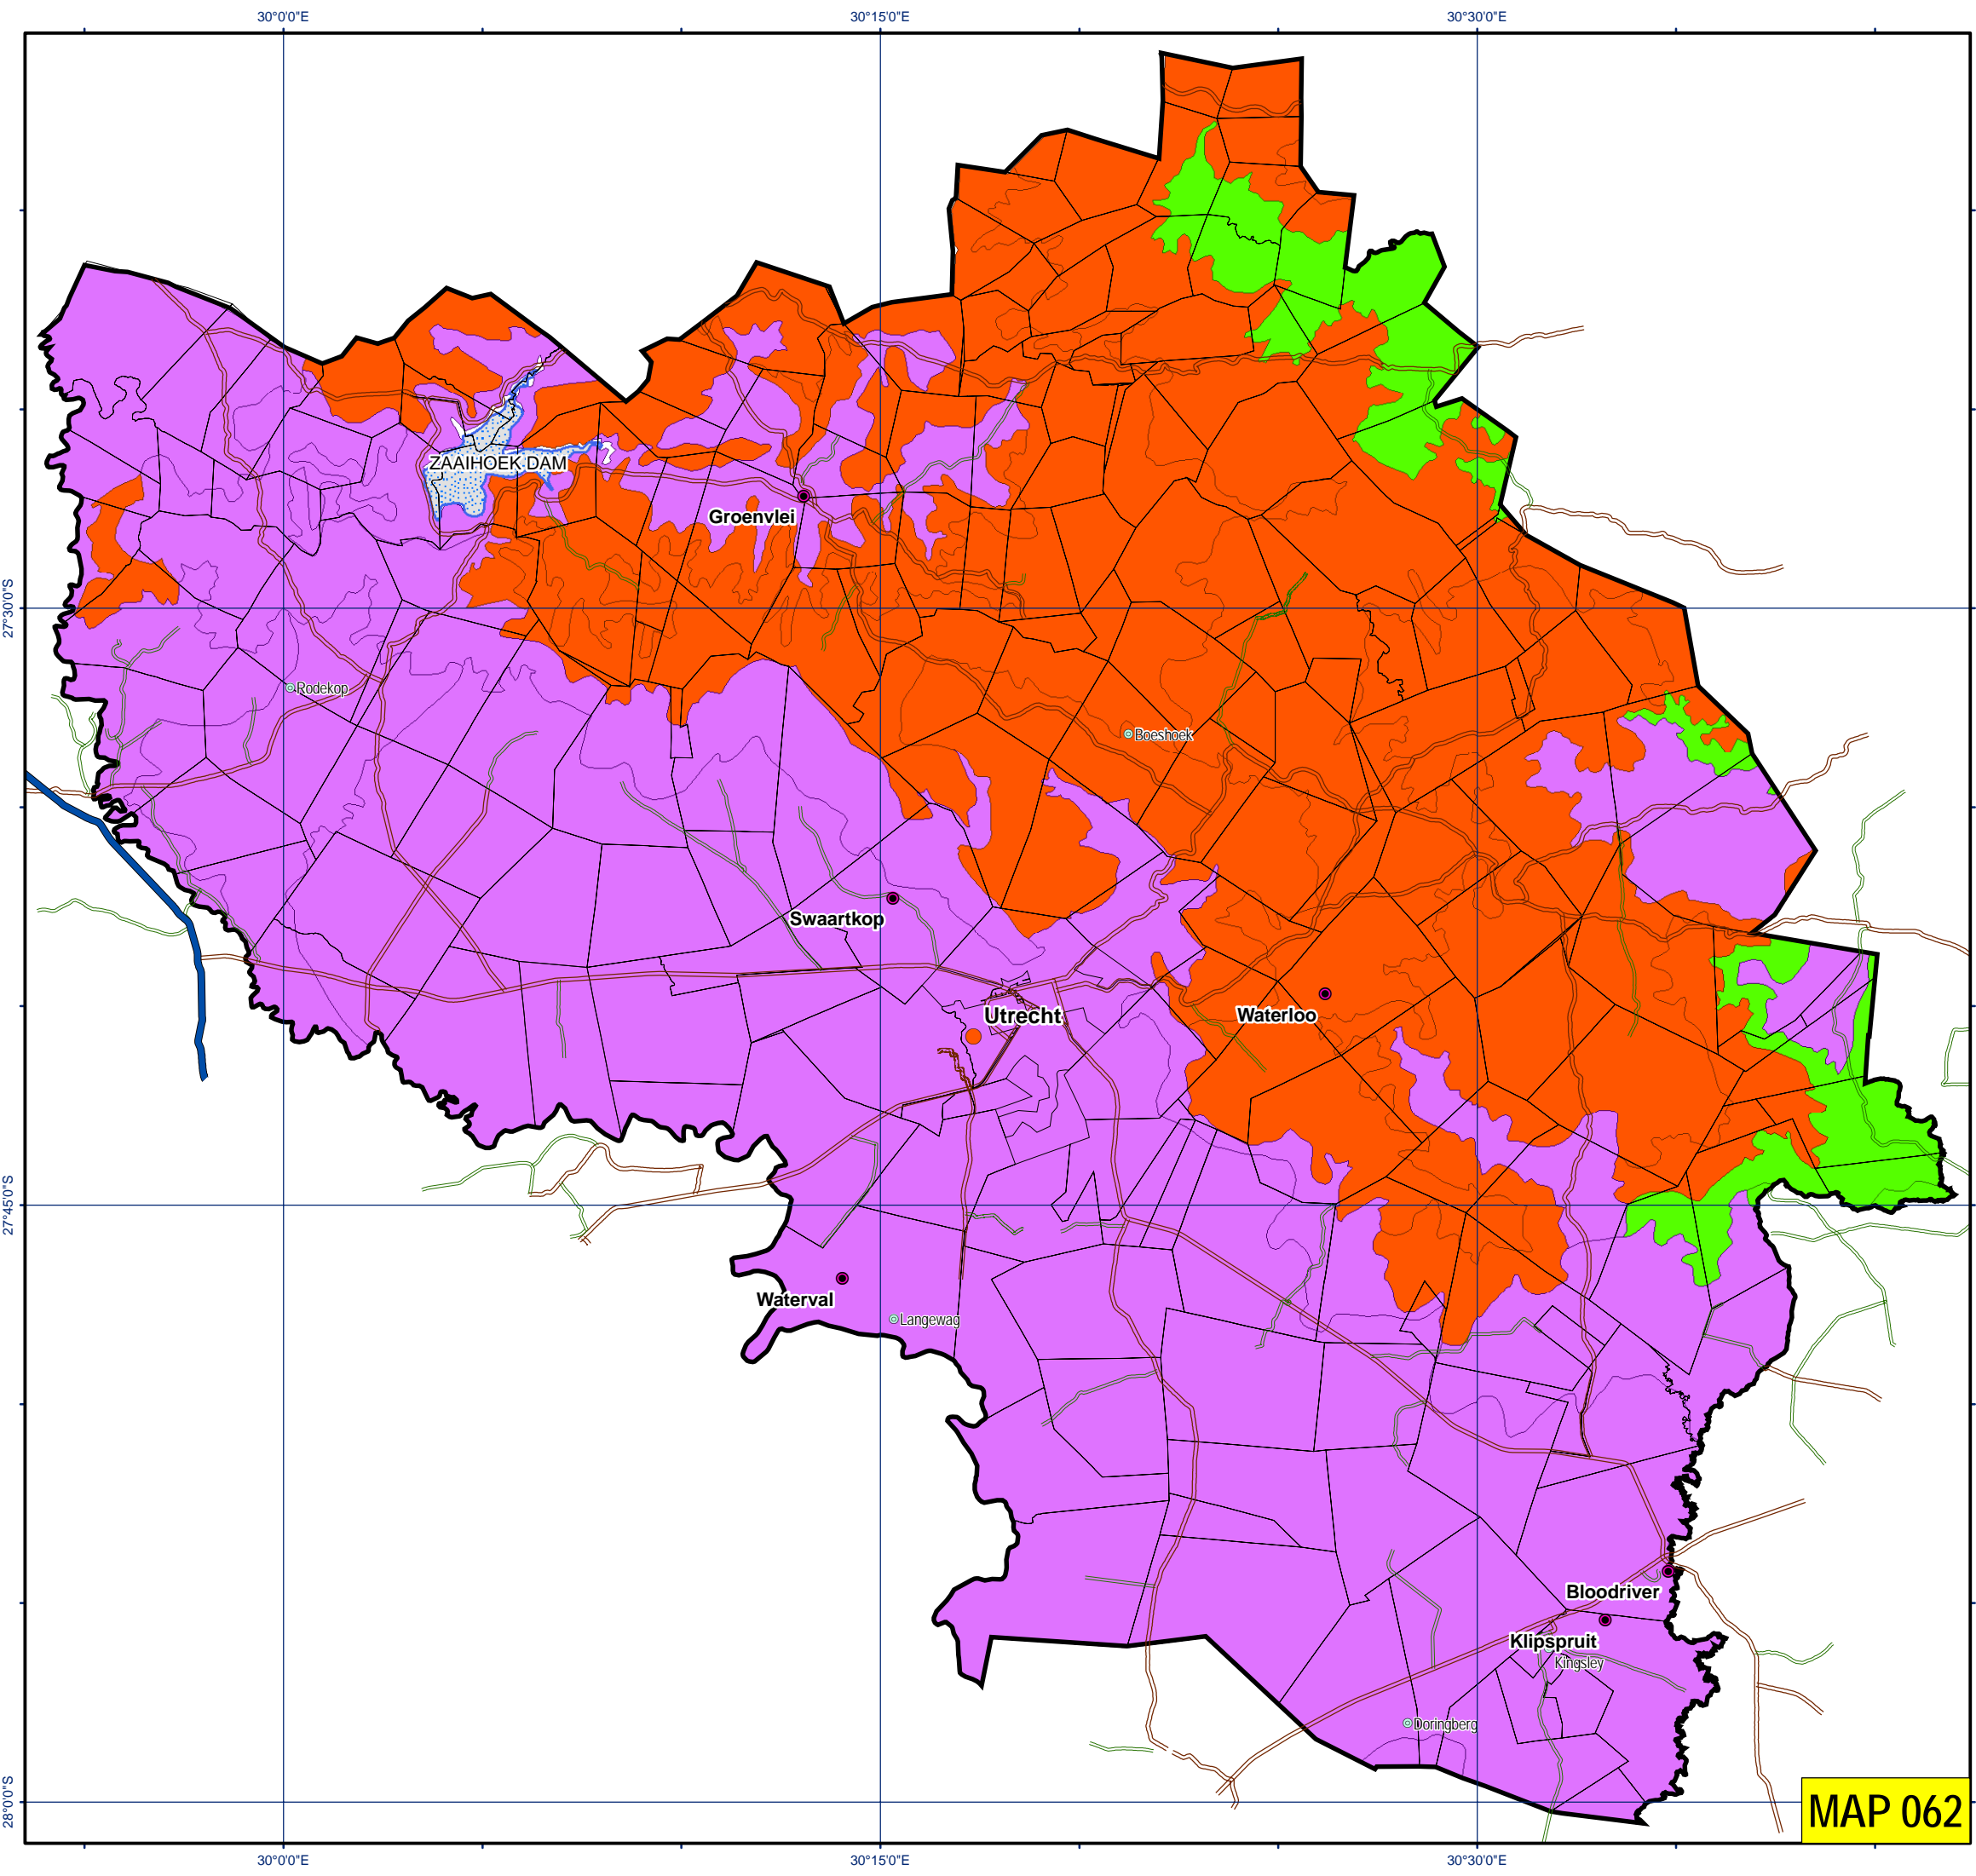 30°0'0"E
30°15'0"E
30°30'0"E
ZAAIHOEK DAM
Groenvlei
27°30'0"S
Rodekop
Boeshoek
Swaartkop
Utrecht
Waterloo
27°45'0"S
Waterval
Langewag
Bloodriver
Klipspruit
Kingsley
Doringberg
28°0'0"S
MAP 062
30°0'0"E
30°15'0"E
30°30'0"E